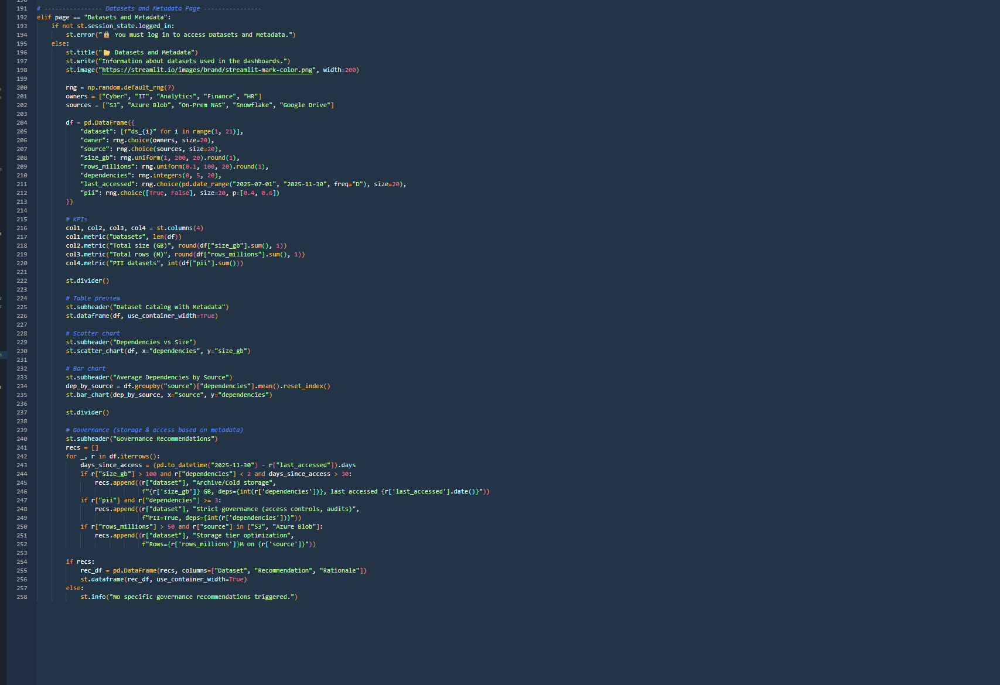 191 # ---------------- Datasets and Metadata Page ----------------
192 elif page == "Datasets and Metadata":
193     if not st.session_state.logged_in:
194         st.error("🔒 You must log in to access Datasets and Metadata.")
195     else:
196         st.title("📂 Datasets and Metadata")
197         st.write("Information about datasets used in the dashboards.")
198         st.image("https://streamlit.io/images/brand/streamlit-mark-color.png", width=200)
199
200         rng = np.random.default_rng(7)
201         owners = ["Cyber", "IT", "Analytics", "Finance", "HR"]
202         sources = ["S3", "Azure Blob", "On-Prem NAS", "Snowflake", "Google Drive"]
203
204         df = pd.DataFrame({
205             "dataset": [f"ds_{i}" for i in range(1, 21)],
206             "owner": rng.choice(owners, size=20),
207             "source": rng.choice(sources, size=20),
208             "size_gb": rng.uniform(1, 200, 20).round(1),
209             "rows_millions": rng.uniform(0.1, 100, 20).round(1),
210             "dependencies": rng.integers(0, 5, 20),
211             "last_accessed": rng.choice(pd.date_range("2025-07-01", "2025-11-30", freq="D"), size=20),
212             "pii": rng.choice([True, False], size=20, p=[0.4, 0.6])
213         })
214
215         # KPIs
216         col1, col2, col3, col4 = st.columns(4)
217         col1.metric("Datasets", len(df))
218         col2.metric("Total size (GB)", round(df["size_gb"].sum(), 1))
219         col3.metric("Total rows (M)", round(df["rows_millions"].sum(), 1))
220         col4.metric("PII datasets", int(df["pii"].sum()))
221
222         st.divider()
223
224         # Table preview
225         st.subheader("Dataset Catalog with Metadata")
226         st.dataframe(df, use_container_width=True)
227
228         # Scatter chart
229         st.subheader("Dependencies vs Size")
230         st.scatter_chart(df, x="dependencies", y="size_gb")
231
232         # Bar chart
233         st.subheader("Average Dependencies by Source")
234         dep_by_source = df.groupby("source")["dependencies"].mean().reset_index()
235         st.bar_chart(dep_by_source, x="source", y="dependencies")
236
237         st.divider()
238
239         # Governance (storage & access based on metadata)
240         st.subheader("Governance Recommendations")
241         recs = []
242         for _, r in df.iterrows():
243             days_since_access = (pd.to_datetime("2025-11-30") - r["last_accessed"]).days
244             if r["size_gb"] > 100 and r["dependencies"] < 2 and days_since_access > 30:
245                 recs.append((r["dataset"], "Archive/Cold storage",
246                              f"{r['size_gb']} GB, deps={int(r['dependencies'])}, last accessed {r['last_accessed'].date()}"))
247             if r["pii"] and r["dependencies"] >= 3:
248                 recs.append((r["dataset"], "Strict governance (access controls, audits)",
249                              f"PII=True, deps={int(r['dependencies'])}"))
250             if r["rows_millions"] > 50 and r["source"] in ["S3", "Azure Blob"]:
251                 recs.append((r["dataset"], "Storage tier optimization",
252                              f"Rows={r['rows_millions']}M on {r['source']}"))
253
254         if recs:
255             rec_df = pd.DataFrame(recs, columns=["Dataset", "Recommendation", "Rationale"])
256             st.dataframe(rec_df, use_container_width=True)
257         else:
258             st.info("No specific governance recommendations triggered.")